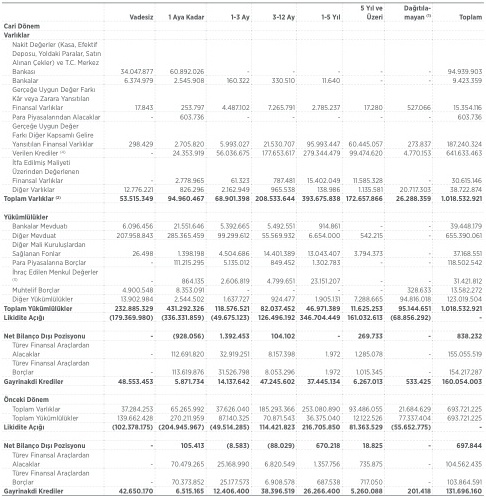 5 Yıl ve Dağıtıla-
Vadesiz 1 Aya Kadar 1-3 Ay 3-12 Ay 1-5 Yıl Üzeri mayan (1) Toplam
Cari Dönem
Varlıklar
Nakit Değerler (Kasa, Efektif
Deposu, Yoldaki Paralar, Satın
Alınan Çekler) ve T.C. Merkez
Bankası 34.047.877 60.892.026 - - - - - 94.939.903
Bankalar 6.374.979 2.545.908 160.322 330.510 11.640 - - 9.423.359
Gerçeğe Uygun Değer Farkı
Kâr veya Zarara Yansıtılan
Finansal Varlıklar 17.843 253.797 4.487.102 7.265.791 2.785.237 17.280 527.066 15.354.116
Para Piyasalarından Alacaklar - 603.736 - - - - - 603.736
Gerçeğe Uygun Değer
Farkı Diğer Kapsamlı Gelire
Yansıtılan Finansal Varlıklar 298.429 2.705.820 5.993.027 21.530.707 95.993.447 60.445.057 273.837 187.240.324
Verilen Krediler - 24.353.919 56.036.675 177.653.617 279.344.479 99.474.620 4.770.153 641.633.463
İtfa Edilmiş Maliyeti
Üzerinden Değerlenen
Finansal Varlıklar - 2.778.965 61.323 787.481 15.402.049 11.585.328 - 30.615.146
Diğer Varlıklar 12.776.221 826.296 2.162.949 965.538 138.986 1.135.581 20.717.303 38.722.874
Toplam Varlıklar (2) 53.515.349 94.960.467 68.901.398 208.533.644 393.675.838 172.657.866 26.288.359 1.018.532.921
Yükümlülükler
Bankalar Mevduatı 6.096.456 21.551.646 5.392.665 5.492.551 914.861 - - 39.448.179
Diğer Mevduat 207.958.843 285.365.459 99.299.612 55.569.932 6.654.000 542.215 - 655.390.061
Diğer Mali Kuruluşlardan
Sağlanan Fonlar 26.498 1.398.198 4.504.686 14.401.389 13.043.407 3.794.373 - 37.168.551
Para Piyasalarına Borçlar - 111.215.295 5.135.012 849.452 1.302.783 - - 118.502.542
İhraç Edilen Menkul Değerler
- 864.135 2.606.819 4.799.651 23.151.207 - - 31.421.812
Muhtelif Borçlar 4.900.548 8.353.091 - - - - 328.633 13.582.272
Diğer Yükümlülükler 13.902.984 2.544.502 1.637.727 924.477 1.905.131 7.288.665 94.816.018 123.019.504
Toplam Yükümlülükler 232.885.329 431.292.326 118.576.521 82.037.452 46.971.389 11.625.253 95.144.651 1.018.532.921
Likidite Açığı (179.369.980) (336.331.859) (49.675.123) 126.496.192 346.704.449 161.032.613 (68.856.292) -
Net Bilanço Dışı Pozisyonu - (928.056) 1.392.453 104.102 - 269.733 - 838.232
Türev Finansal Araçlardan
Alacaklar - 112.691.820 32.919.251 8.157.398 1.972 1.285.078 - 155.055.519
Türev Finansal Araçlardan
Borçlar - 113.619.876 31.526.798 8.053.296 1.972 1.015.345 - 154.217.287
Gayrinakdi Krediler 48.553.453 5.871.734 14.137.642 47.245.602 37.445.134 6.267.013 533.425 160.054.003
Önceki Dönem
Toplam Varlıklar 37.284.253 65.265.992 37.626.040 185.293.366 253.080.890 93.486.055 21.684.629 693.721.225
Toplam Yükümlülükler 139.662.428 270.211.959 87.140.325 70.871.543 36.375.040 12.122.526 77.337.404 693.721.225
Likidite Açığı (102.378.175) (204.945.967) (49.514.285) 114.421.823 216.705.850 81.363.529 (55.652.775) -
Net Bilanço Dışı Pozisyonu - 105.413 (8.583) (88.029) 670.218 18.825 - 697.844
Türev Finansal Araçlardan
Alacaklar - 70.479.265 25.168.990 6.820.549 1.357.756 735.875 - 104.562.435
Türev Finansal Araçlardan
Borçlar - 70.373.852 25.177.573 6.908.578 687.538 717.050 - 103.864.591
Gayrinakdi Krediler 42.650.170 6.515.165 12.406.400 38.396.519 26.266.400 5.260.088 201.418 131.696.160